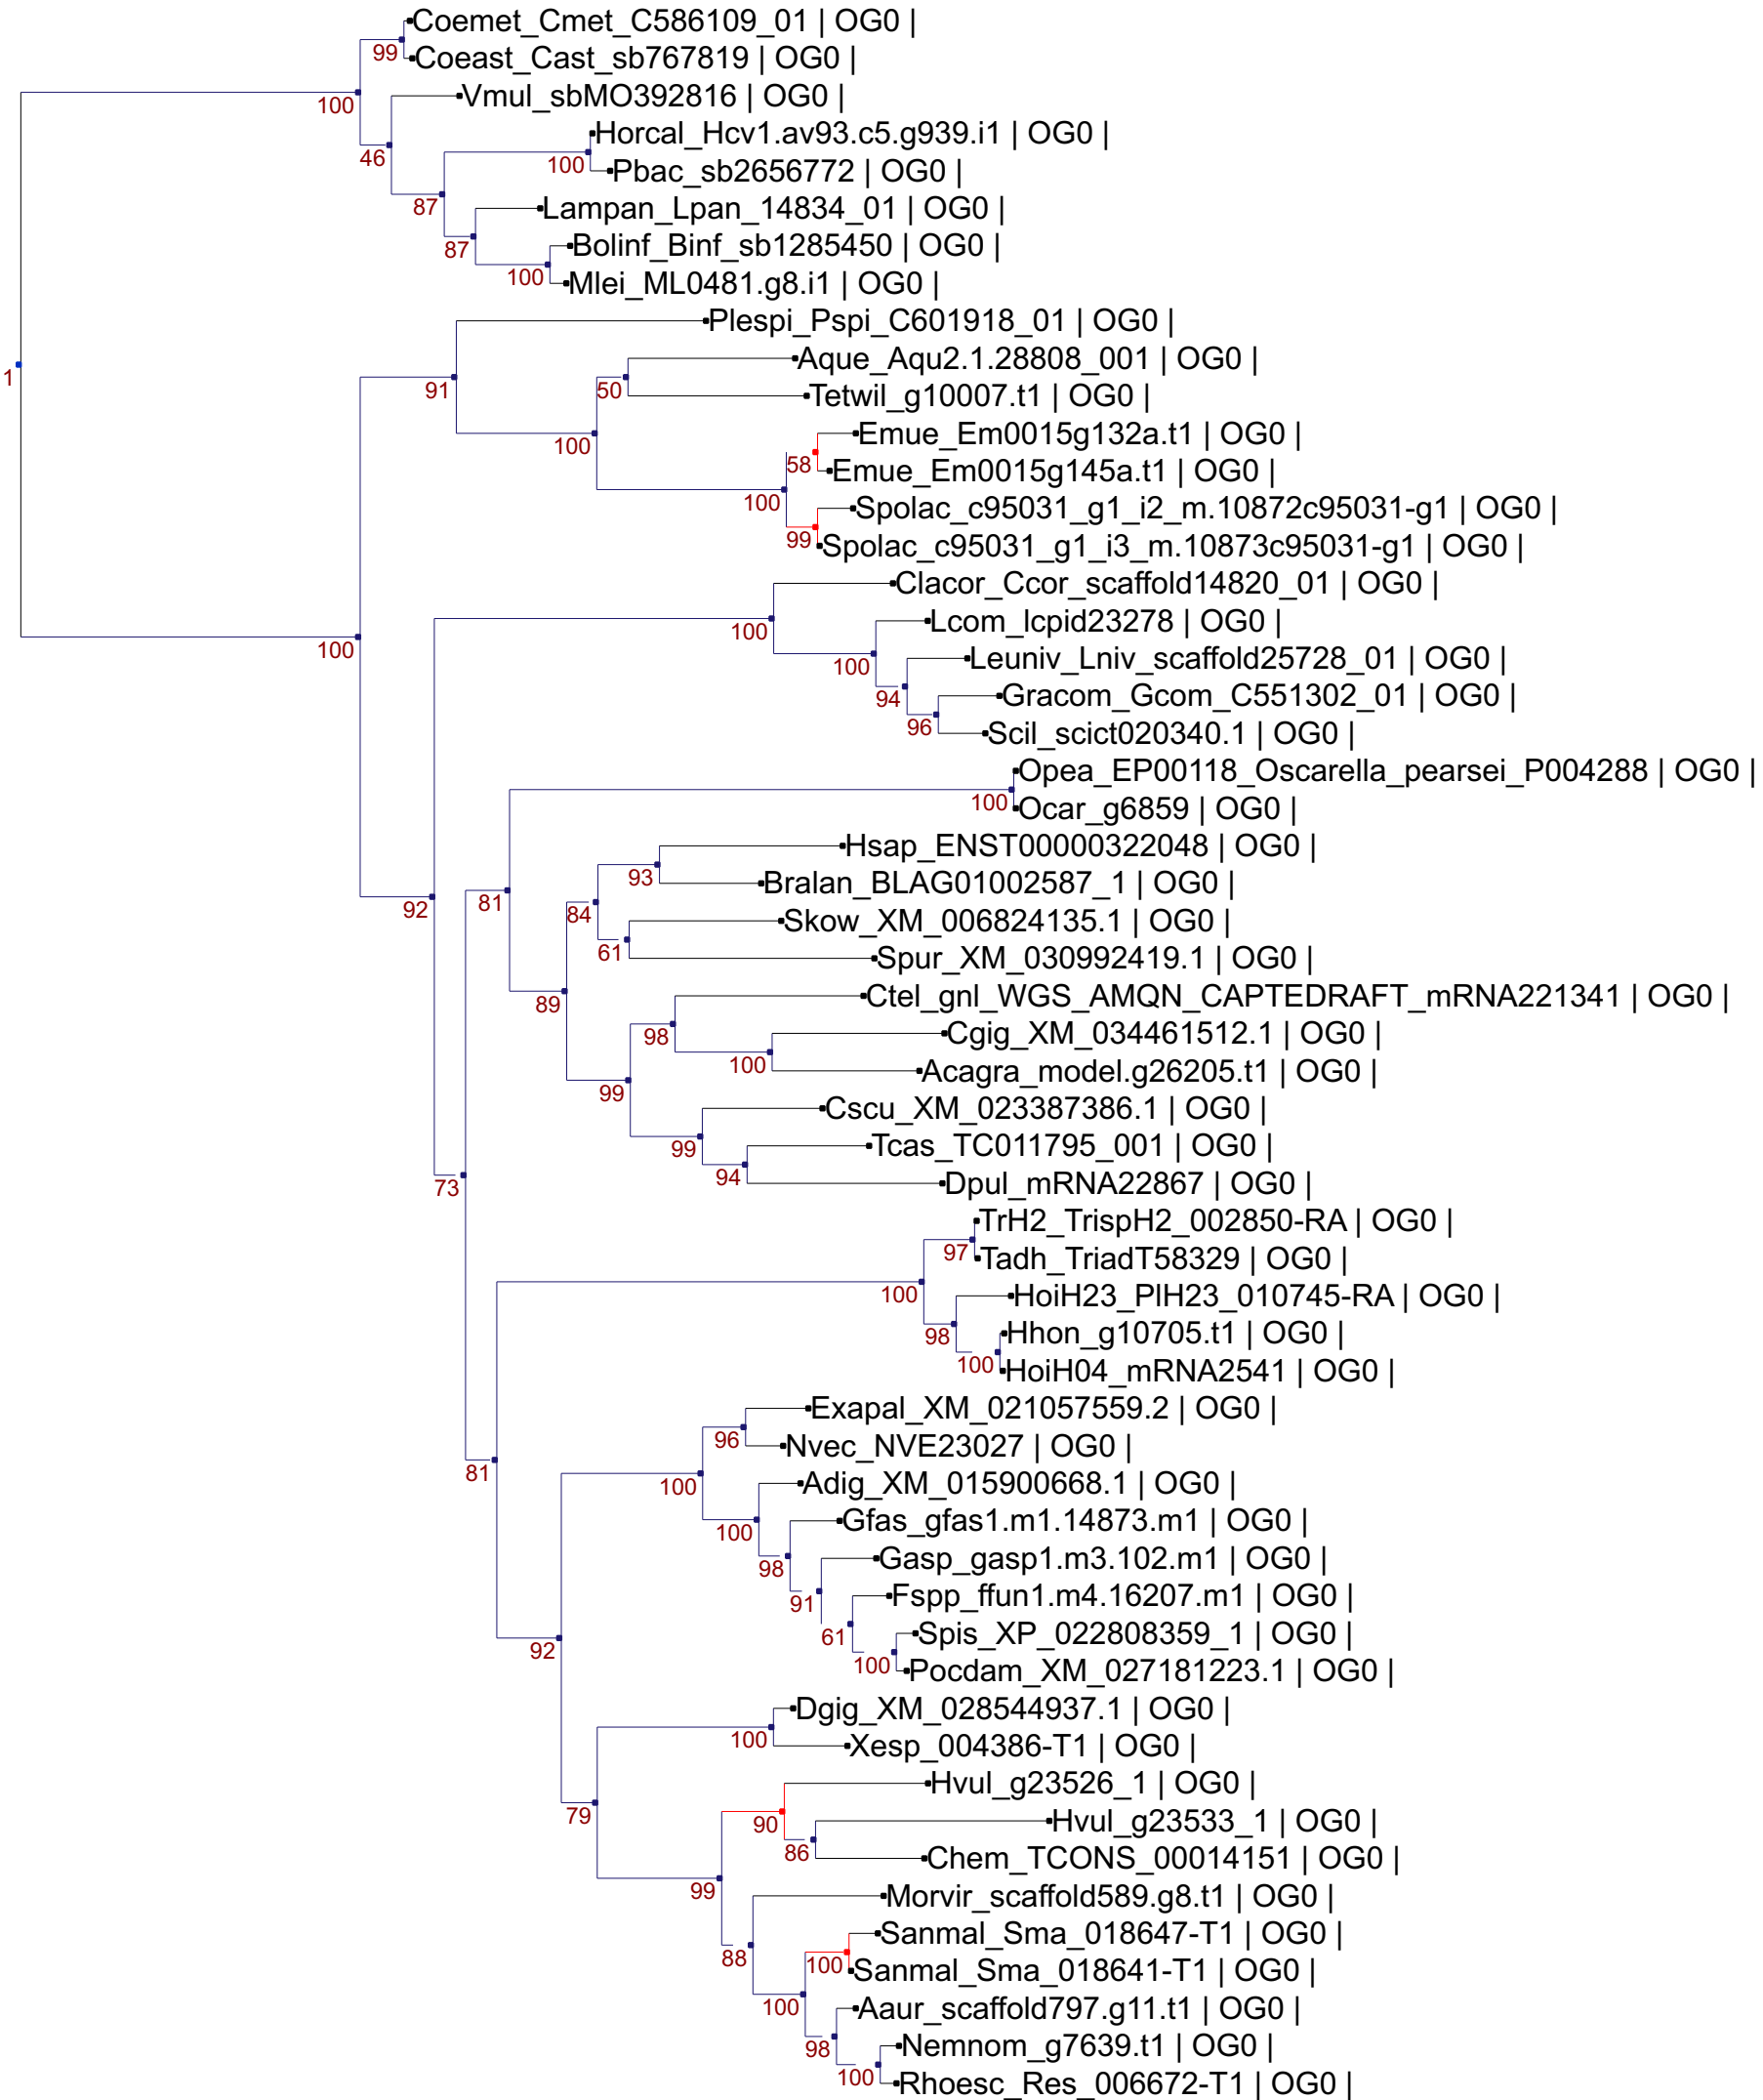 Coemet_Cmet_C586109_01 | OG0 |
99
Coeast_Cast_sb767819 | OG0 |
Vmul_sbMO392816 | OG0 |
100
Horcal_Hcv1.av93.c5.g939.i1 | OG0 |
46
100
Pbac_sb2656772 | OG0 |
87
Lampan_Lpan_14834_01 | OG0 |
87
Bolinf_Binf_sb1285450 | OG0 |
100
Mlei_ML0481.g8.i1 | OG0 |
Plespi_Pspi_C601918_01 | OG0 |
Aque_Aqu2.1.28808_001 | OG0 |
1
91
50
Tetwil_g10007.t1 | OG0 |
Emue_Em0015g132a.t1 | OG0 |
100
58
Emue_Em0015g145a.t1 | OG0 |
100
Spolac_c95031_g1_i2_m.10872c95031-g1 | OG0 |
99
Spolac_c95031_g1_i3_m.10873c95031-g1 | OG0 |
Clacor_Ccor_scaffold14820_01 | OG0 |
Lcom_lcpid23278 | OG0 |
100
100
Leuniv_Lniv_scaffold25728_01 | OG0 |
100
94
Gracom_Gcom_C551302_01 | OG0 |
96
Scil_scict020340.1 | OG0 |
Opea_EP00118_Oscarella_pearsei_P004288 | OG0 |
100
Ocar_g6859 | OG0 |
Hsap_ENST00000322048 | OG0 |
93
Bralan_BLAG01002587_1 | OG0 |
92
81
84
Skow_XM_006824135.1 | OG0 |
61
Spur_XM_030992419.1 | OG0 |
89
Ctel_gnl_WGS_AMQN_CAPTEDRAFT_mRNA221341 | OG0 |
98
Cgig_XM_034461512.1 | OG0 |
100
Acagra_model.g26205.t1 | OG0 |
99
Cscu_XM_023387386.1 | OG0 |
99
Tcas_TC011795_001 | OG0 |
94
Dpul_mRNA22867 | OG0 |
73
TrH2_TrispH2_002850-RA | OG0 |
97
Tadh_TriadT58329 | OG0 |
100
HoiH23_PlH23_010745-RA | OG0 |
98
Hhon_g10705.t1 | OG0 |
100
HoiH04_mRNA2541 | OG0 |
Exapal_XM_021057559.2 | OG0 |
96
Nvec_NVE23027 | OG0 |
81
100
Adig_XM_015900668.1 | OG0 |
100
Gfas_gfas1.m1.14873.m1 | OG0 |
98
Gasp_gasp1.m3.102.m1 | OG0 |
91
Fspp_ffun1.m4.16207.m1 | OG0 |
61
Spis_XP_022808359_1 | OG0 |
92
100
Pocdam_XM_027181223.1 | OG0 |
Dgig_XM_028544937.1 | OG0 |
100
Xesp_004386-T1 | OG0 |
Hvul_g23526_1 | OG0 |
79
90
Hvul_g23533_1 | OG0 |
86
Chem_TCONS_00014151 | OG0 |
99
Morvir_scaffold589.g8.t1 | OG0 |
Sanmal_Sma_018647-T1 | OG0 |
88
100
Sanmal_Sma_018641-T1 | OG0 |
100
Aaur_scaffold797.g11.t1 | OG0 |
98
Nemnom_g7639.t1 | OG0 |
100
Rhoesc_Res_006672-T1 | OG0 |